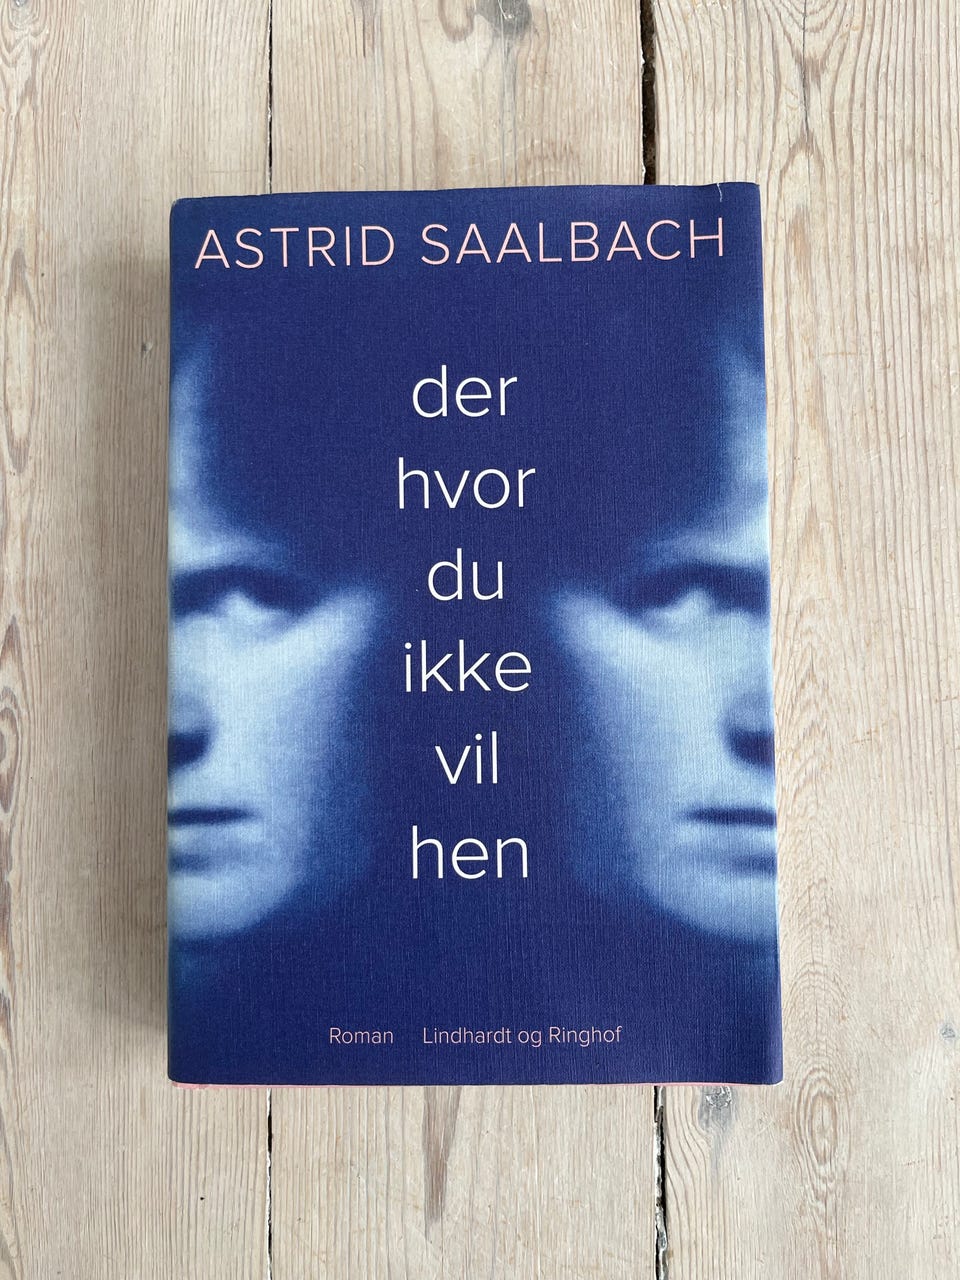 ASTRID SAALBACH
der
hvor
du
ikke
vil
hen
Roman Lindhardt og Ringhof